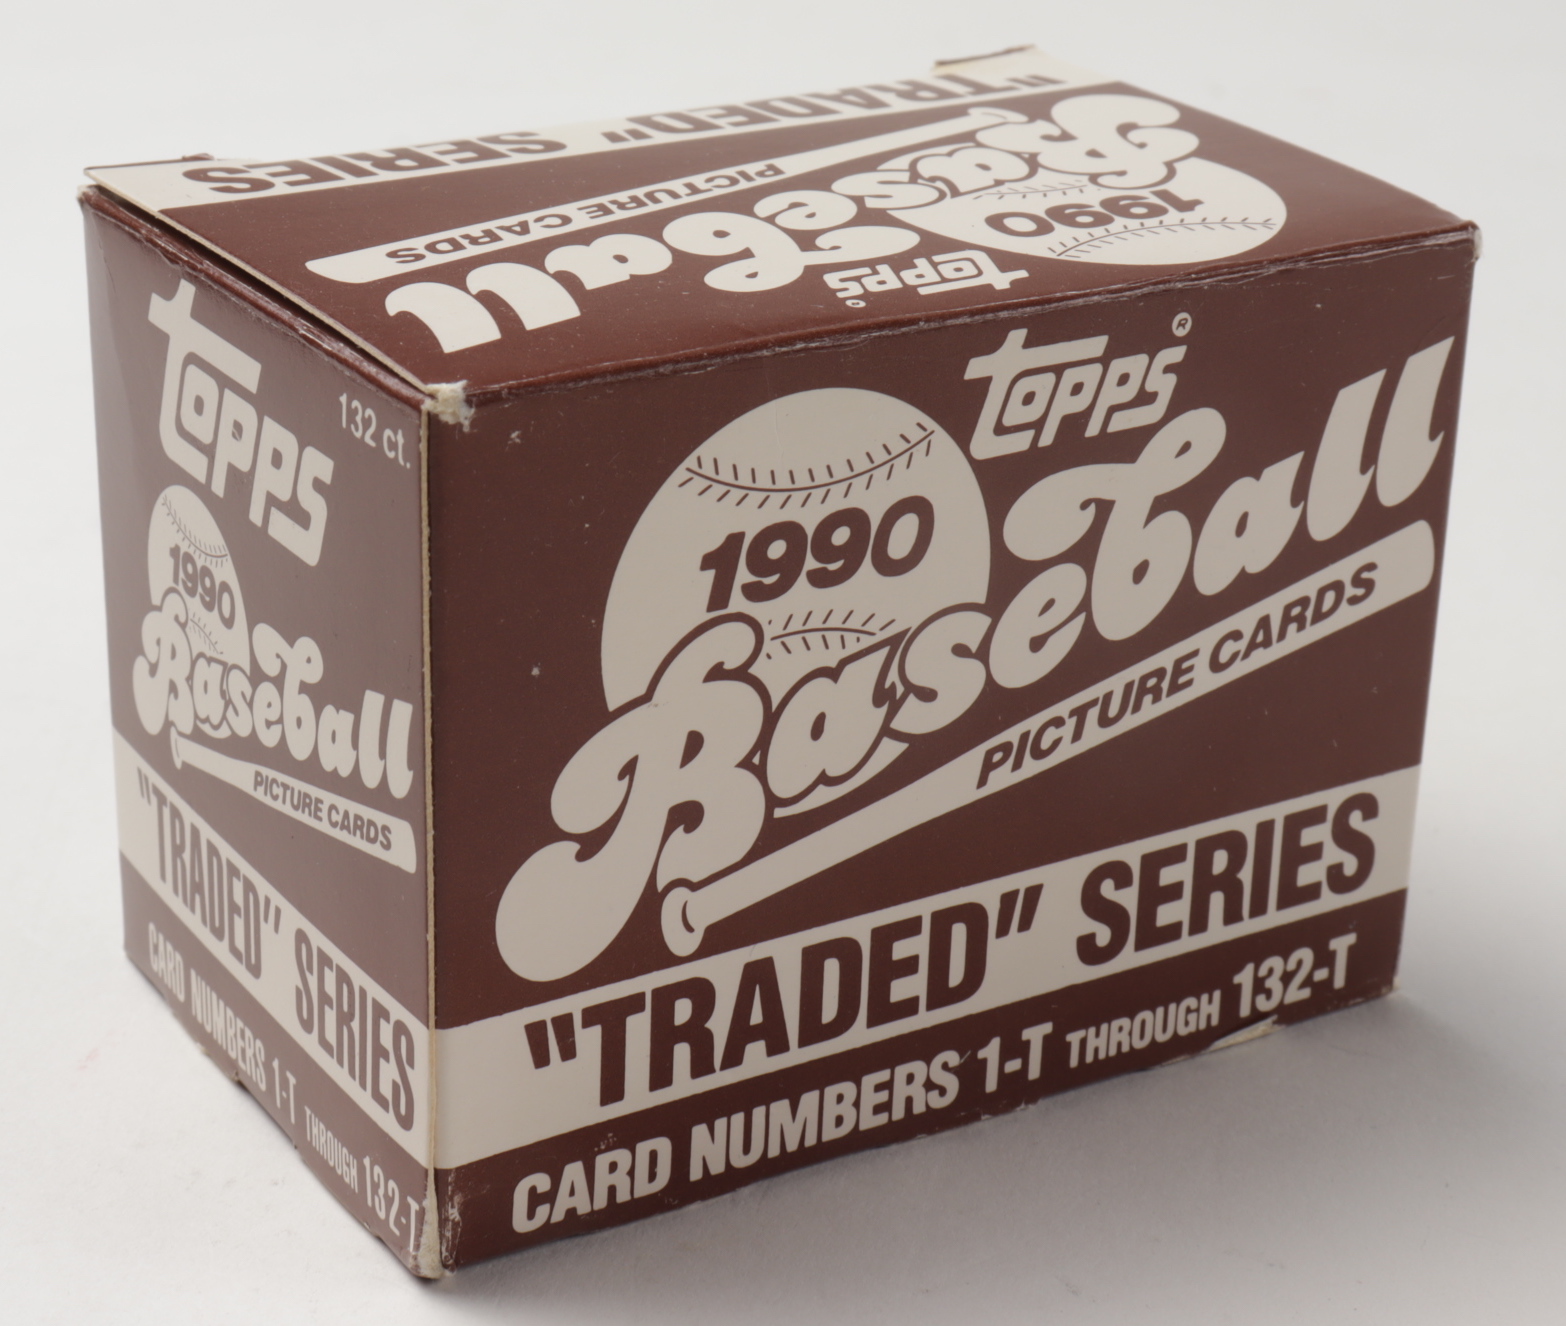 "TRADED" SERIES
PICTURE CARDS
Baseball
1990
TOPPS
TOPPS
132 ct.
1990
Baseball
PICTURE CARDS
"TRADED" SERIES
CARD NUMBERS 1-T THROUGH 132-T
TOPPS®
1990
Baseball
PICTURE CARDS
"TRADED" SERIES
CARD NUMBERS 1-T THROUGH 132-T